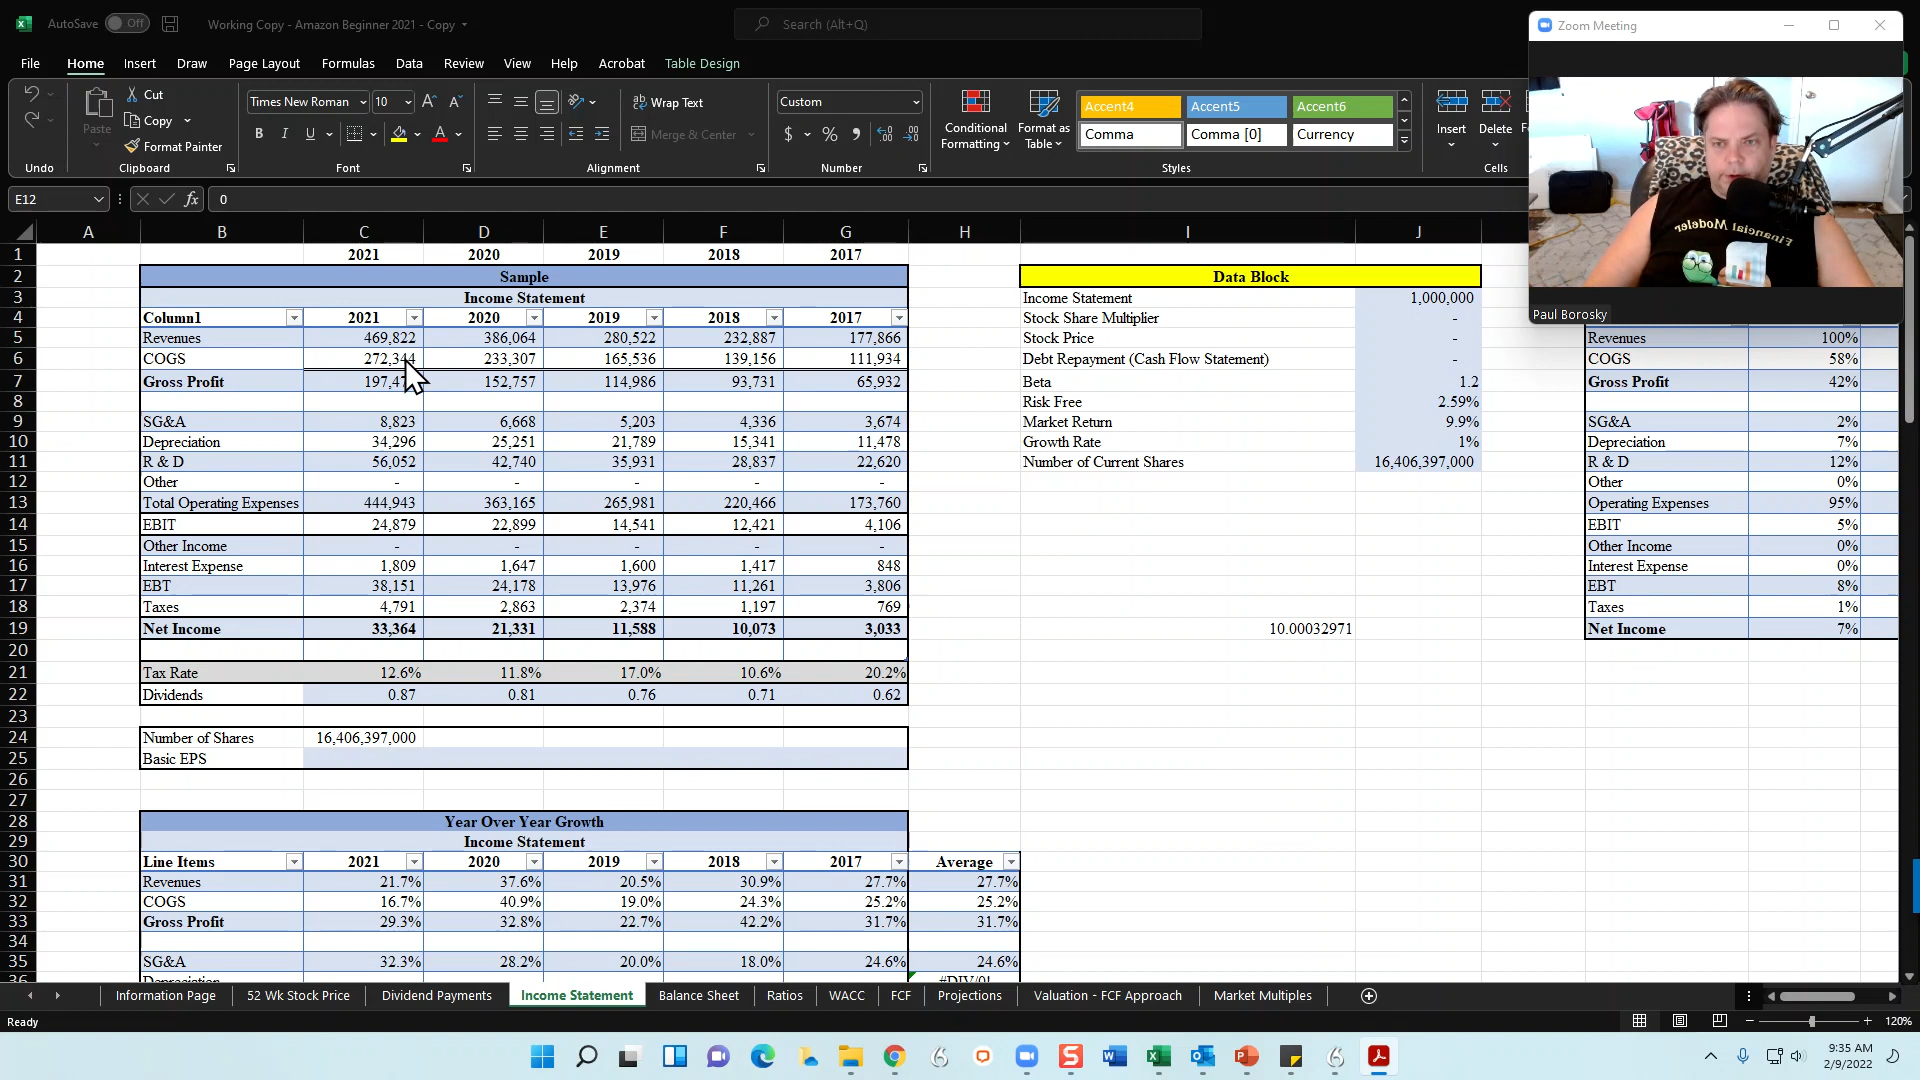 AutoSave Off Working Copy - Amazon Beginner 2021 - Copy Search (Alt+Q) Zoom Meeting
File Home Insert Draw Page Layout Formulas Data Review View Help Acrobat Table Design
Cut
Copy
Format Painter
Paste
Times New Roman 10
B I U
Wrap Text
Merge & Center
Custom
$ % 9
Conditional Formatting
Format as Table
Accent4 Accent5 Accent6
Comma Comma [0] Currency
Insert Delete
Undo Clipboard Font Alignment Number Styles Cells
E12 fx 0
Financial Modeler
Paul Borosky
A B C D E F G H I J
1 2021 2020 2019 2018 2017
2 Sample Data Block
3 Income Statement Income Statement 1,000,000
4 Column1 2021 2020 2019 2018 2017 Stock Share Multiplier -
5 Revenues 469,822 386,064 280,522 232,887 177,866 Stock Price - Revenues 100%
6 COGS 272,344 233,307 165,536 139,156 111,934 Debt Repayment (Cash Flow Statement) - COGS 58%
7 Gross Profit 152,757 114,986 93,731 65,932 Beta 1.2 Gross Profit 42%
8 Risk Free 2.59%
9 SG&A 8,823 6,668 5,203 4,336 3,674 Market Return 9.9% SG&A 2%
10 Depreciation 34,296 25,251 21,789 15,341 11,478 Growth Rate 1% Depreciation 7%
11 R & D 56,052 42,740 35,931 28,837 22,620 Number of Current Shares 16,406,397,000 R & D 12%
12 Other - - - - - Other 0%
13 Total Operating Expenses 444,943 363,165 265,981 220,466 173,760 Operating Expenses 95%
14 EBIT 24,879 22,899 14,541 12,421 4,106 EBIT 5%
15 Other Income - - - - - Other Income 0%
16 Interest Expense 1,809 1,647 1,600 1,417 848 Interest Expense 0%
17 EBT 38,151 24,178 13,976 11,261 3,806 EBT 8%
18 Taxes 4,791 2,863 2,374 1,197 769 Taxes 1%
19 Net Income 33,364 21,331 11,588 10,073 3,033 10.00032971 Net Income 7%
20
21 Tax Rate 12.6% 11.8% 17.0% 10.6% 20.2%
22 Dividends 0.87 0.81 0.76 0.71 0.62
23
24 Number of Shares 16,406,397,000
25 Basic EPS
26
27
28 Year Over Year Growth
29 Income Statement
30 Line Items 2021 2020 2019 2018 2017 Average
31 Revenues 21.7% 37.6% 20.5% 30.9% 27.7% 27.7%
32 COGS 16.7% 40.9% 19.0% 24.3% 25.2% 25.2%
33 Gross Profit 29.3% 32.8% 22.7% 42.2% 31.7% 31.7%
34
35 SG&A 32.3% 28.2% 20.0% 18.0% 24.6% 24.6%
36 Depreciation #DIV/0!
Information Page 52 Wk Stock Price Dividend Payments Income Statement Balance Sheet Ratios WACC FCF Projections Valuation - FCF Approach Market Multiples
Ready 120%
9:35 AM
2/9/2022